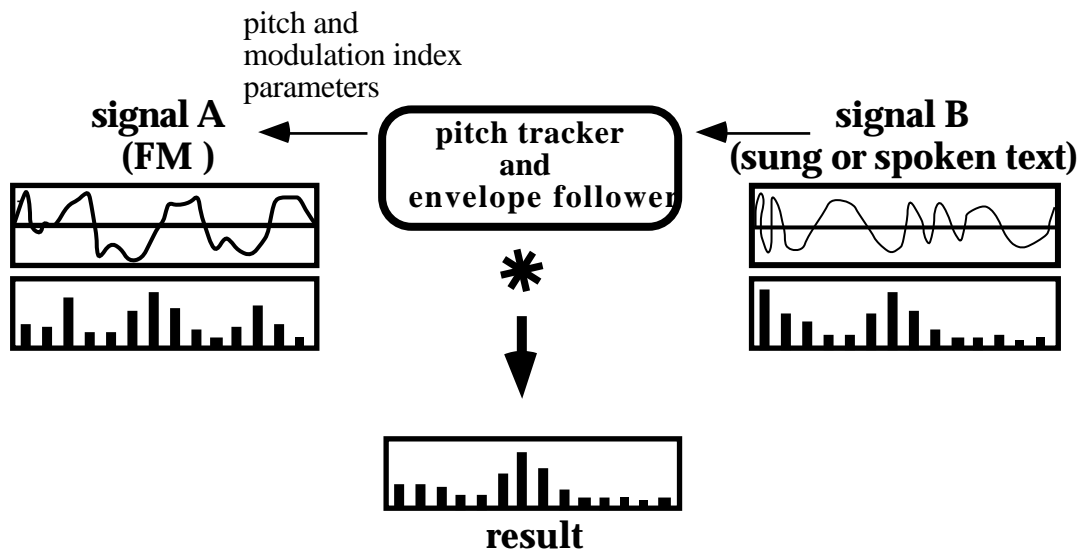 pitch and
modulation index
parameters
signal A
(FM )
pitch tracker
and
envelope follower
signal B
(sung or spoken text)
*
result